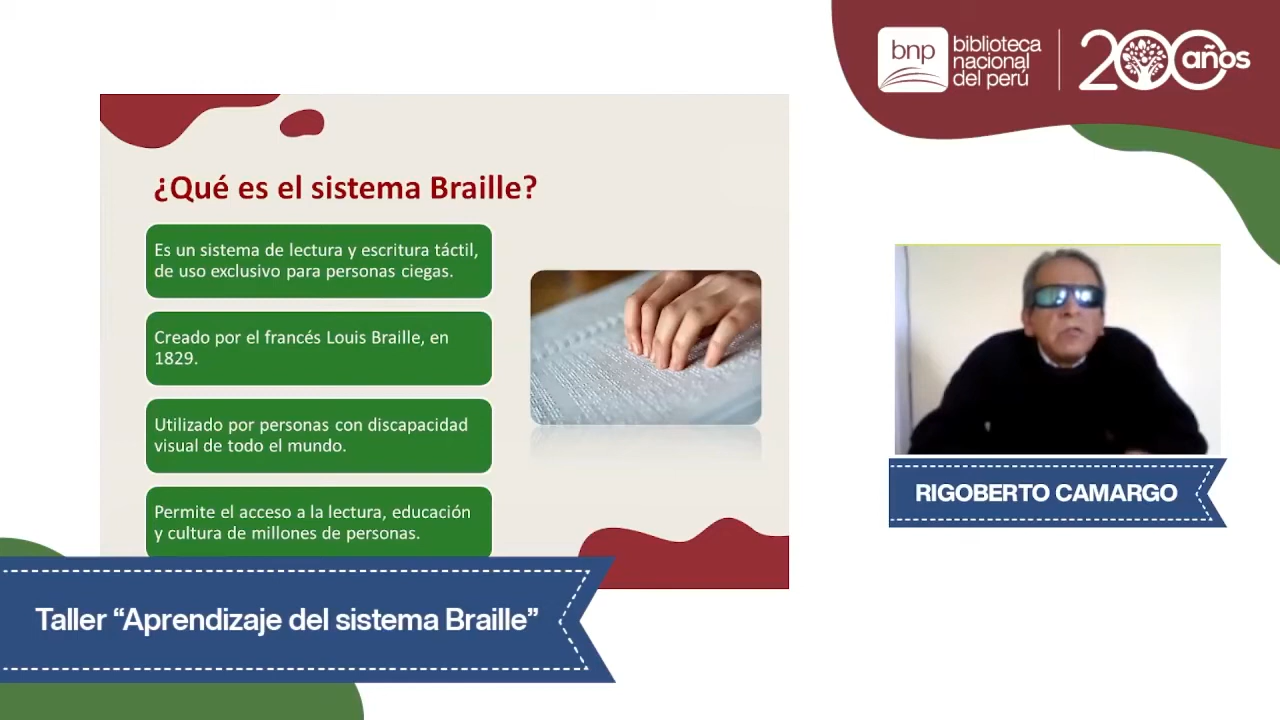 bnp
biblioteca
nacional
del perú
200 años
¿Qué es el sistema Braille?
Es un sistema de lectura y escritura táctil,
de uso exclusivo para personas ciegas.
Creado por el francés Louis Braille, en
1829.
Utilizado por personas con discapacidad
visual de todo el mundo.
Permite el acceso a la lectura, educación
y cultura de millones de personas.
RIGOBERTO CAMARGO
Taller “Aprendizaje del sistema Braille”